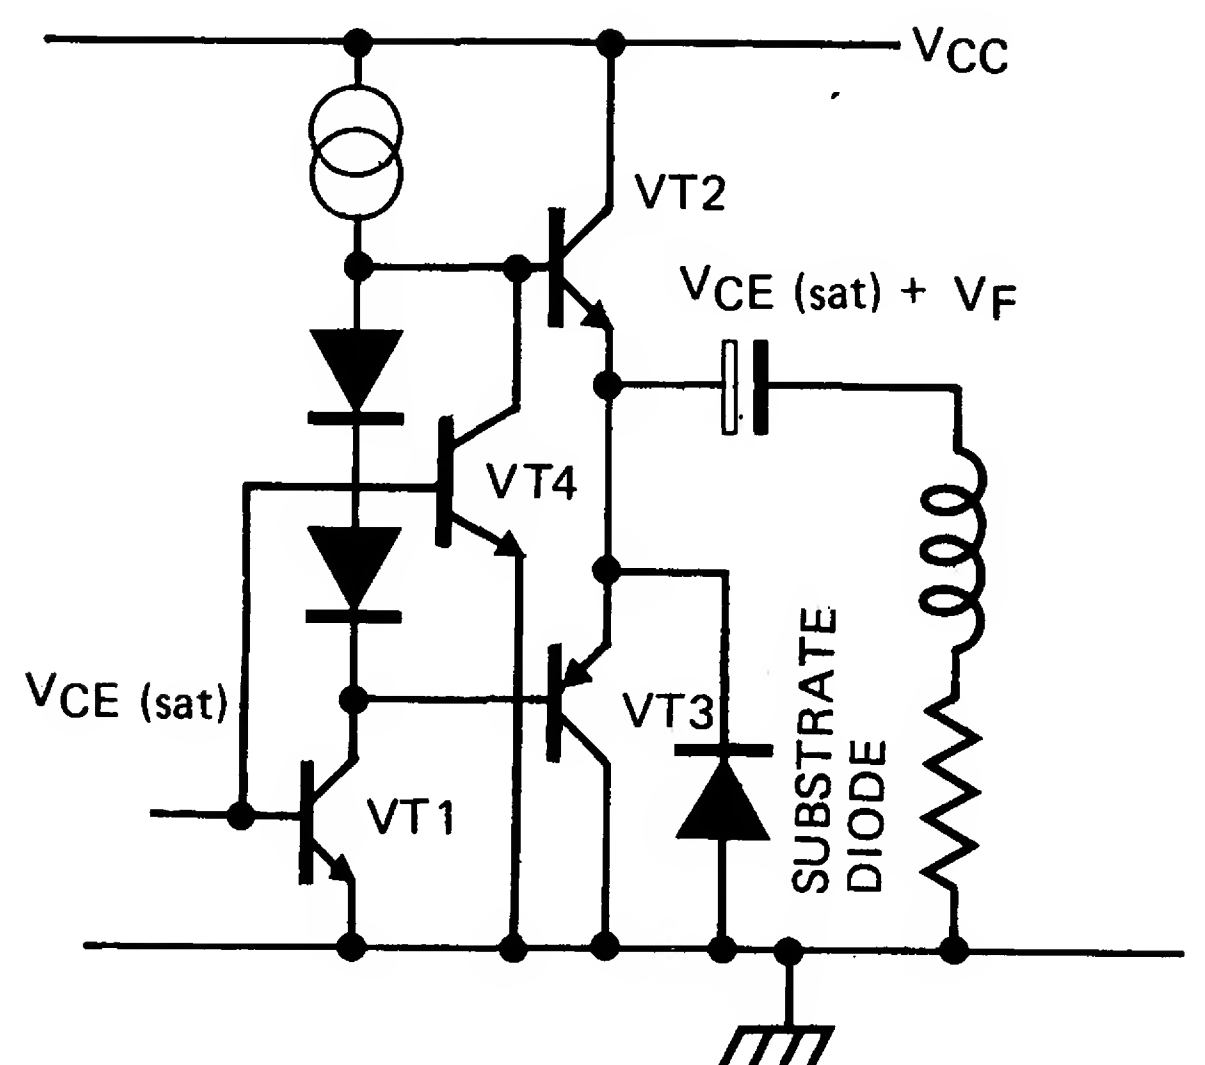 VCC
VT2
VCE (sat) + VF
VT4
VCE (sat)
VT3
VT1
SUBSTRATE
DIODE